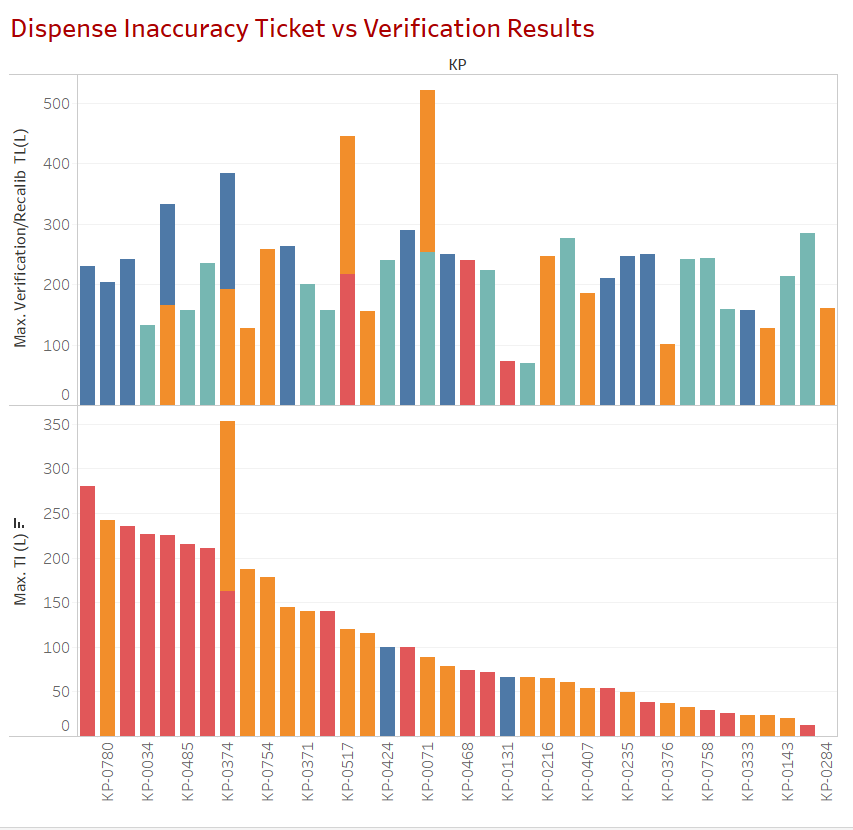 Dispense Inaccuracy Ticket vs Verification Results
KP
Max. Verification/Recalib TL(L)
500
400
300
200
100
0
Max. TI (L)
350
300
250
200
150
100
50
0
KP-0780
KP-0034
KP-0485
KP-0374
KP-0754
KP-0371
KP-0517
KP-0424
KP-0071
KP-0468
KP-0131
KP-0216
KP-0407
KP-0235
KP-0376
KP-0758
KP-0333
KP-0143
KP-0284